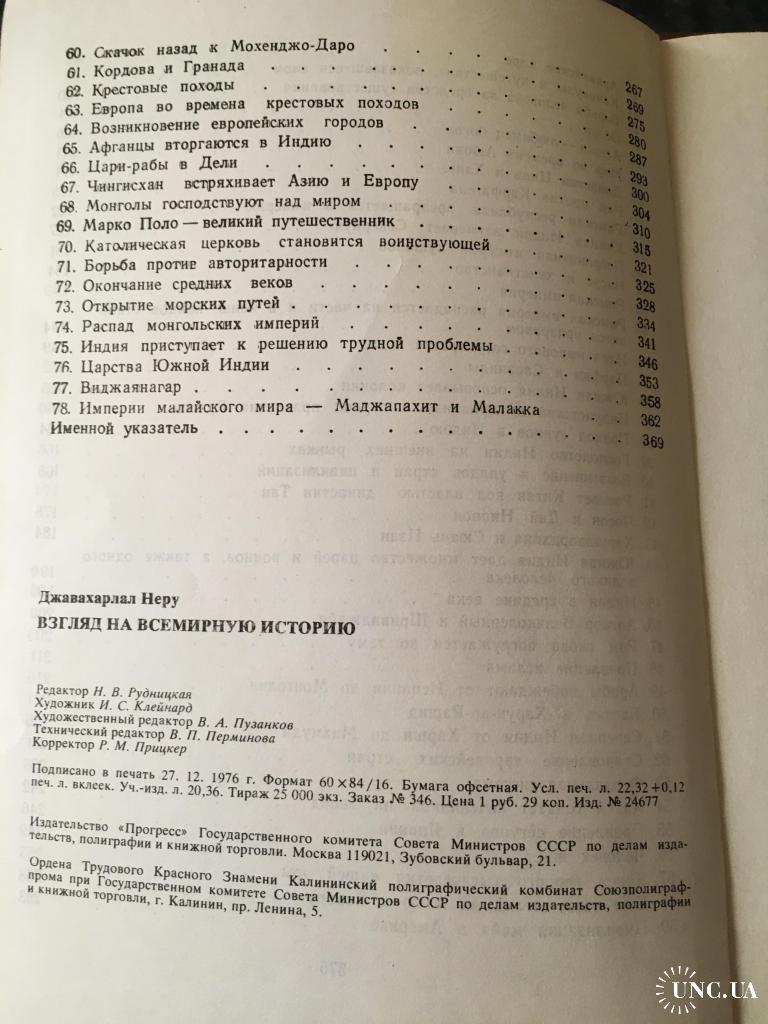 60. Скачок назад к Мохенджо-Даро . . . . . . . 267
61. Кордова и Гранада . . . . . . . . . . 269
62. Крестовые походы . . . . . . . . . . 275
63. Европа во времена крестовых походов . . . . . 280
64. Возникновение европейских городов . . . . . . 287
65. Афганцы вторгаются в Индию . . . . . . . 293
66. Цари-рабы в Дели . . . . . . . . . . 300
67. Чингисхан встряхивает Азию и Европу . . . . . 304
68. Монголы господствуют над миром . . . . . . 310
69. Марко Поло — великий путешественник . . . . . 315
70. Католическая церковь становится воинствующей . . . 321
71. Борьба против авторитарности . . . . . . . 325
72. Окончание средних веков . . . . . . . . 328
73. Открытие морских путей . . . . . . . . . 334
74. Распад монгольских империй . . . . . . . 341
75. Индия приступает к решению трудной проблемы . . . 346
76. Царства Южной Индии . . . . . . . . . 353
77. Виджаянагар . . . . . . . . . . . 358
78. Империи малайского мира — Маджапахит и Малакка . . 362
Именной указатель . . . . . . . . . . . . 369
Джавахарлал Неру
ВЗГЛЯД НА ВСЕМИРНУЮ ИСТОРИЮ
Редактор Н. В. Рудницкая
Художник И. С. Клейнард
Художественный редактор В. А. Пузанков
Технический редактор В. П. Перминова
Корректор Р. М. Прицкер
Подписано в печать 27. 12. 1976 г. Формат 60×84/16. Бумага офсетная. Усл. печ. л. 22,32+0,12
печ. л. вклеек. Уч.-изд. л. 20,36. Тираж 25 000 экз. Заказ № 346. Цена 1 руб. 29 коп. Изд. № 24677
Издательство «Прогресс» Государственного комитета Совета Министров СССР по делам изда-
тельств, полиграфии и книжной торговли. Москва 119021, Зубовский бульвар, 21.
Ордена Трудового Красного Знамени Калининский полиграфический комбинат Союзполиграф-
прома при Государственном комитете Совета Министров СССР по делам издательств, полиграфии
и книжной торговли, г. Калинин, пр. Ленина, 5.
UNC.UA